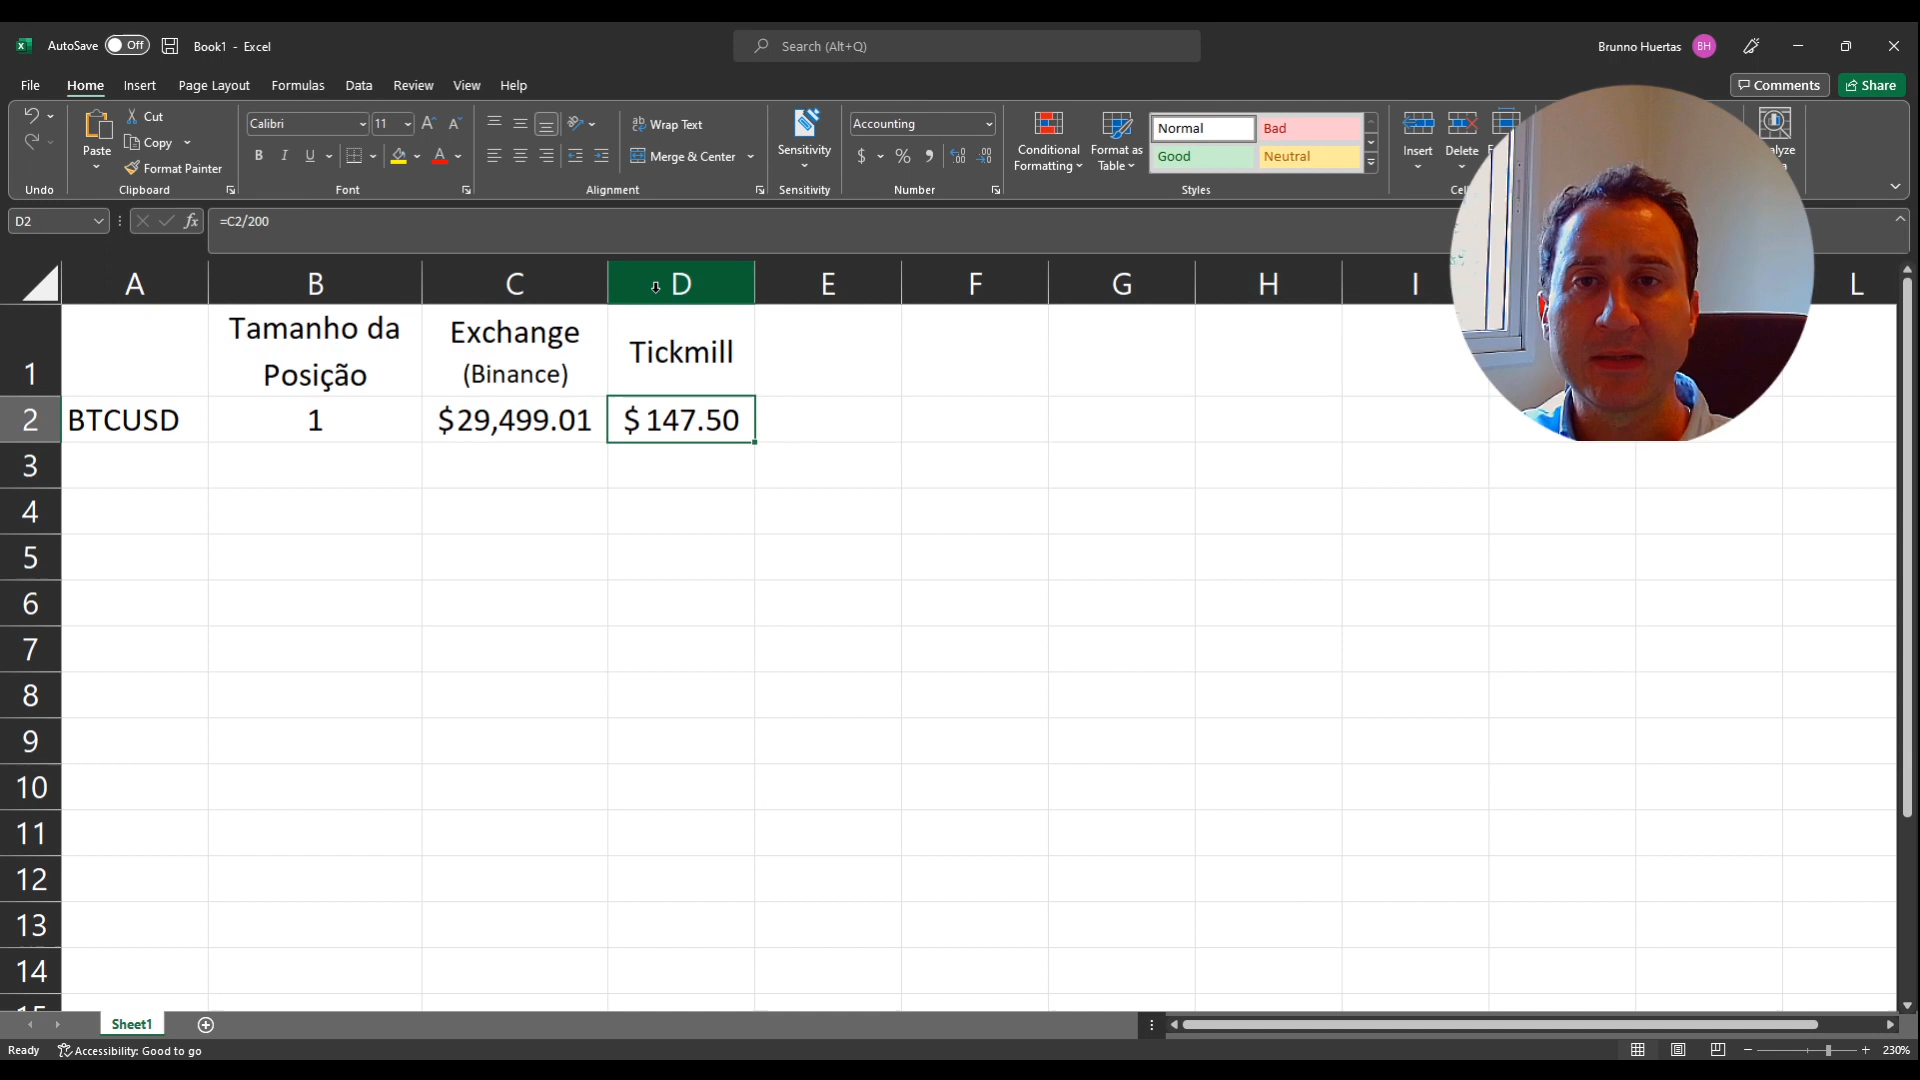 AutoSave Off Book1 - Excel Search (Alt+Q) Brunno Huertas BH
File Home Insert Page Layout Formulas Data Review View Help Comments Share
Paste Cut Copy Format Painter
Calibri 11
B I U A
Wrap Text
Merge & Center
Sensitivity
Accounting
$ % 9
Conditional Formatting
Format as Table
Normal Bad
Good Neutral
Insert Delete
Undo Clipboard Font Alignment Sensitivity Number Styles
D2 fx =C2/200
A B C D E F G H I L
1 Tamanho da Posição Exchange (Binance) Tickmill
2 BTCUSD 1 $29,499.01 $ 147.50
3
4
5
6
7
8
9
10
11
12
13
14
15
Sheet1
Ready Accessibility: Good to go 230%